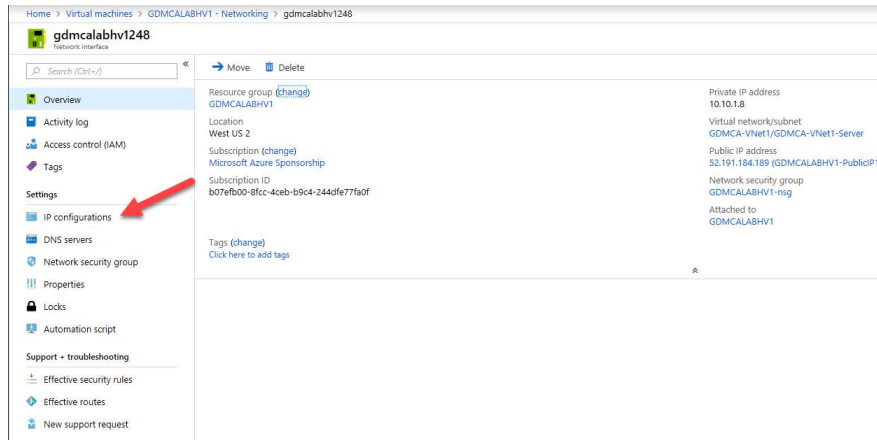 Home > Virtual machines > GDMCALABHV1 - Networking > gdmcalabhv1248
gdmcalabhv1248
Network interface
Search (Ctrl+/)
«
Overview
Activity log
Access control (IAM)
Tags
Settings
IP configurations
DNS servers
Network security group
Properties
Locks
Automation script
Support + troubleshooting
Effective security rules
Effective routes
New support request
Move Delete
Resource group (change)
GDMCALABHV1
Location
West US 2
Subscription (change)
Microsoft Azure Sponsorship
Subscription ID
b07efb00-8fcc-4ceb-b9c4-244dfe77fa0f
Tags (change)
Click here to add tags
Private IP address
10.10.1.8
Virtual network/subnet
GDMCA-VNet1/GDMCA-VNet1-Server
Public IP address
52.191.184.189 (GDMCALABHV1-PublicIP1
Network security group
GDMCALABHV1-nsg
Attached to
GDMCALABHV1